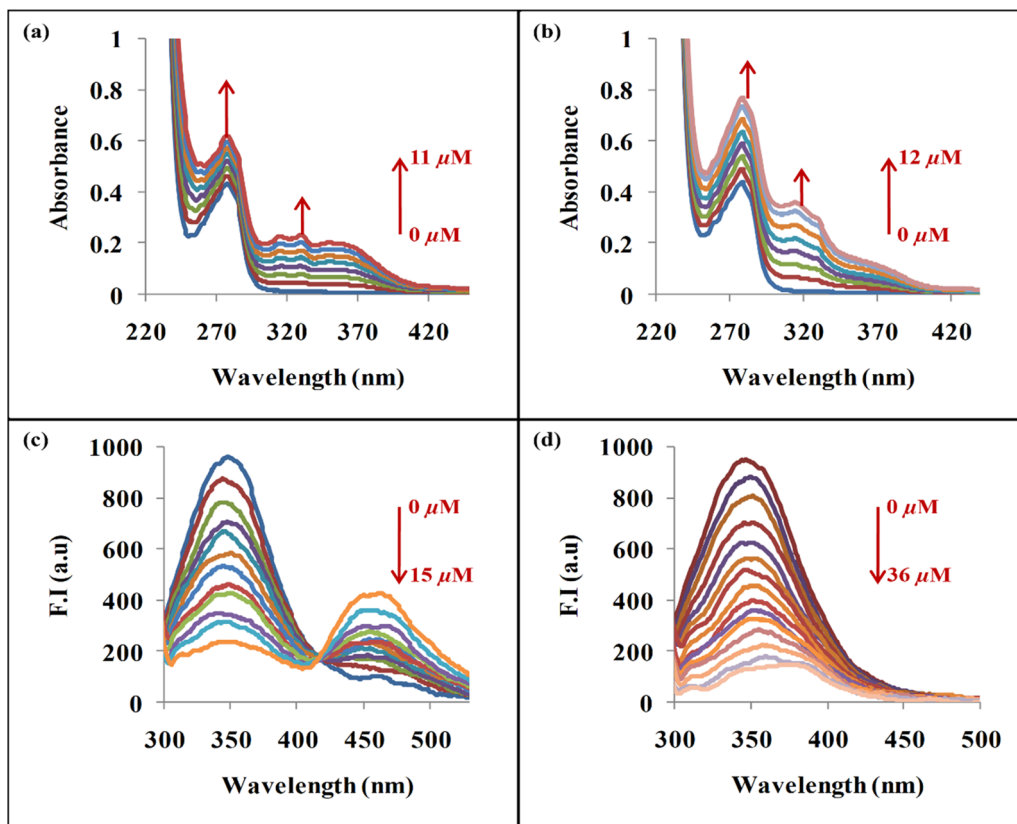 (a)
1
0.8
0.6
0.4
0.2
0
Absorbance
11 µM
0 µM
220 270 320 370 420
Wavelength (nm)
(b)
1
0.8
0.6
0.4
0.2
0
Absorbance
12 µM
0 µM
220 270 320 370 420
Wavelength (nm)
(c)
1000
800
600
400
200
0
F.I (a.u)
0 µM
15 µM
300 350 400 450 500
Wavelength (nm)
(d)
1000
800
600
400
200
0
F.I (a.u)
0 µM
36 µM
300 350 400 450 500
Wavelength (nm)